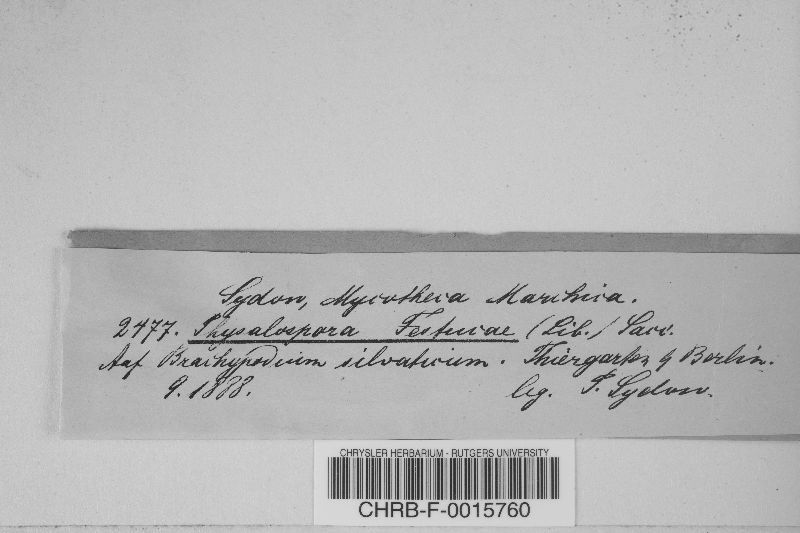 Sydow, Mycotheca Marchica.
2477. Physalospora Festucae (Lib.) Sacc.
Auf Brachypodium silvaticum. Thiergarten g Berlin.
9. 1888. leg. P. Sydow.
CHRYSLER HERBARIUM - RUTGERS UNIVERSITY
CHRB-F-0015760